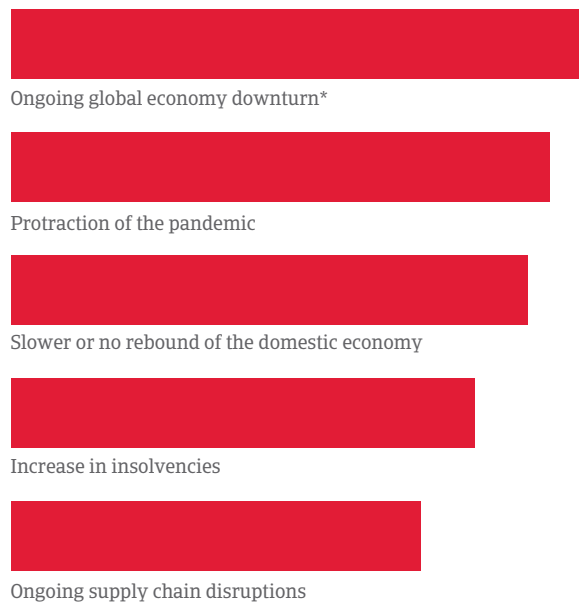 Ongoing global economy downturn*
Protraction of the pandemic
Slower or no rebound of the domestic economy
Increase in insolvencies
Ongoing supply chain disruptions